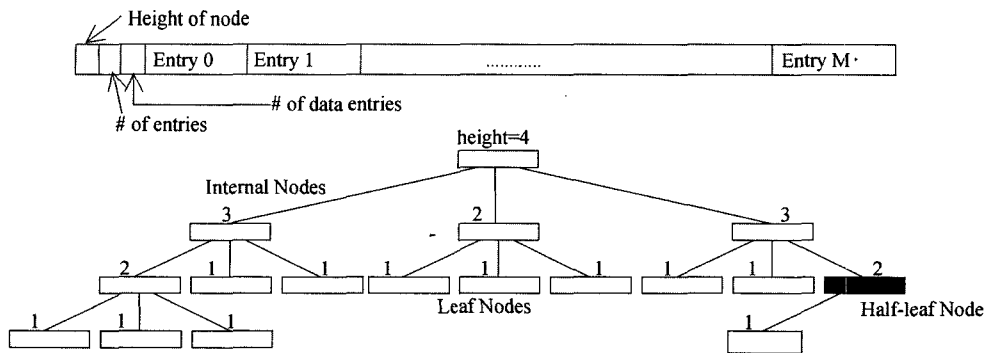 Height of node
Entry 0 Entry 1 ............ Entry M
# of data entries
# of entries
height=4
Internal Nodes
3 2 3
2 1 1 1 1 1 1 1 2
Leaf Nodes Half-leaf Node
1 1 1 1